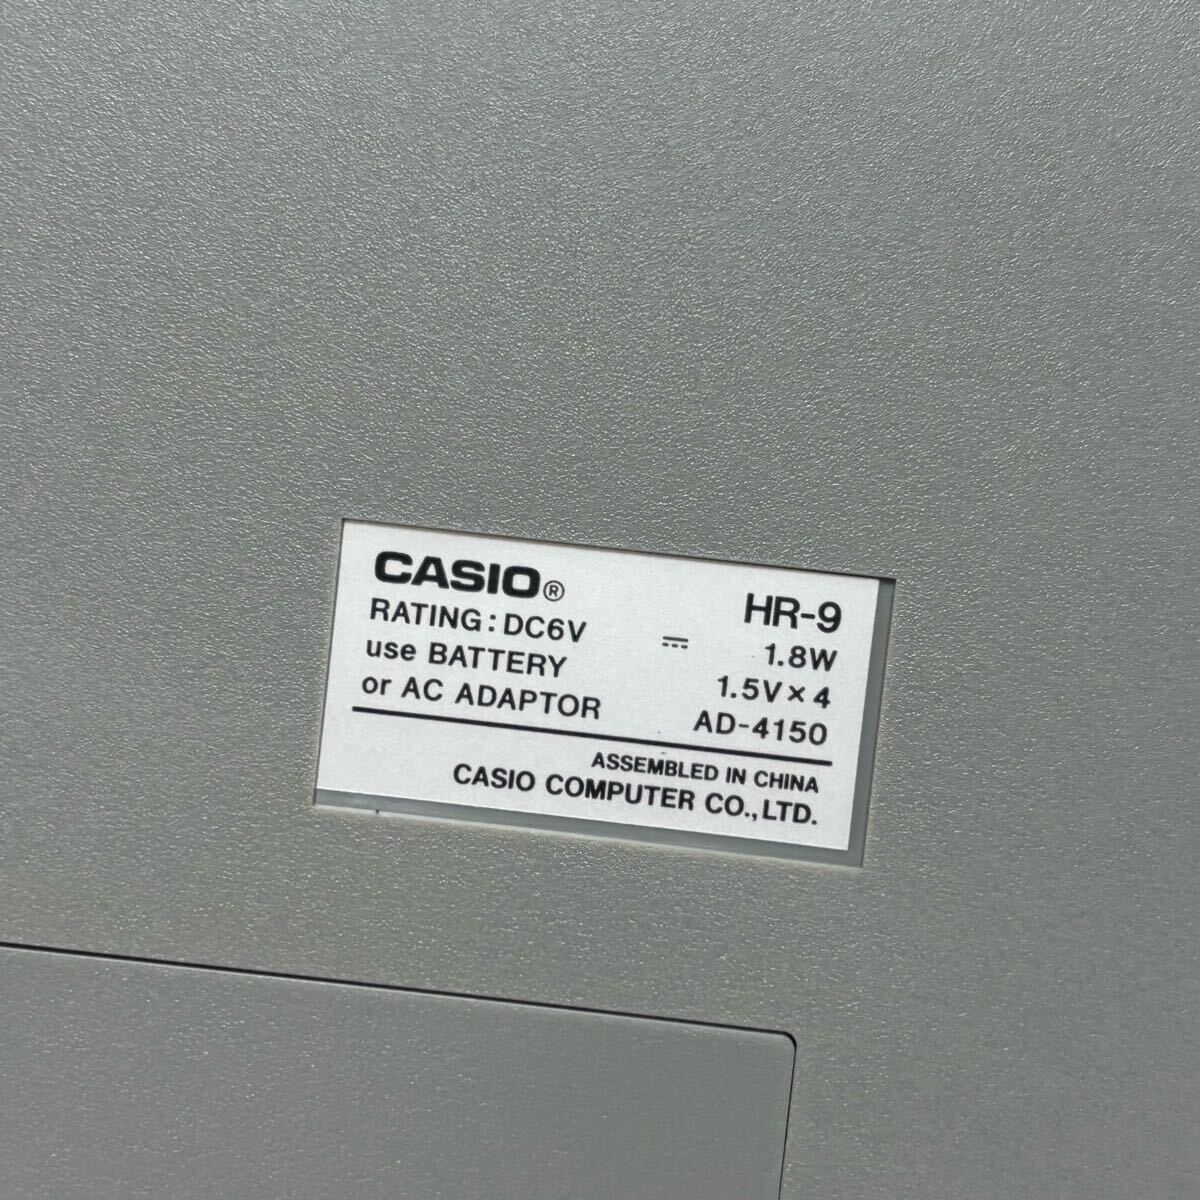 CASIO® HR-9
RATING: DC6V ⎓ 1.8W
use BATTERY 1.5V×4
or AC ADAPTOR AD-4150
ASSEMBLED IN CHINA
CASIO COMPUTER CO.,LTD.